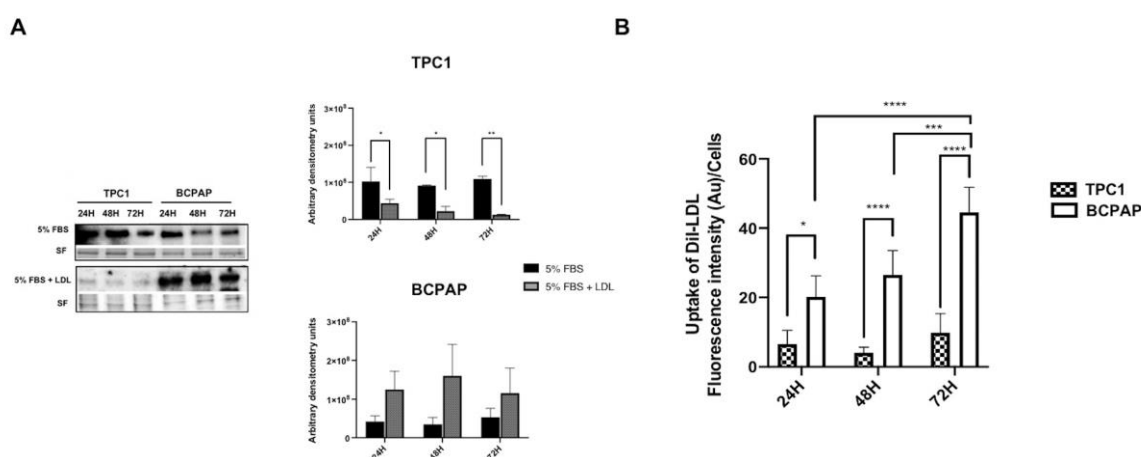 A
B
TPC1 BCPAP
24H 48H 72H 24H 48H 72H
5% FBS
SF
5% FBS + LDL
SF
TPC1
Arbitrary densitometry units
3×10⁸
2×10⁸
1×10⁸
0
* * **
24H 48H 72H
5% FBS
5% FBS + LDL
BCPAP
Arbitrary densitometry units
3×10⁸
2×10⁸
1×10⁸
0
24H 48H 72H
Uptake of Dil-LDL
Fluorescence intensity (Au)/Cells
60
40
20
0
****
***
****
****
*
24H 48H 72H
TPC1
BCPAP